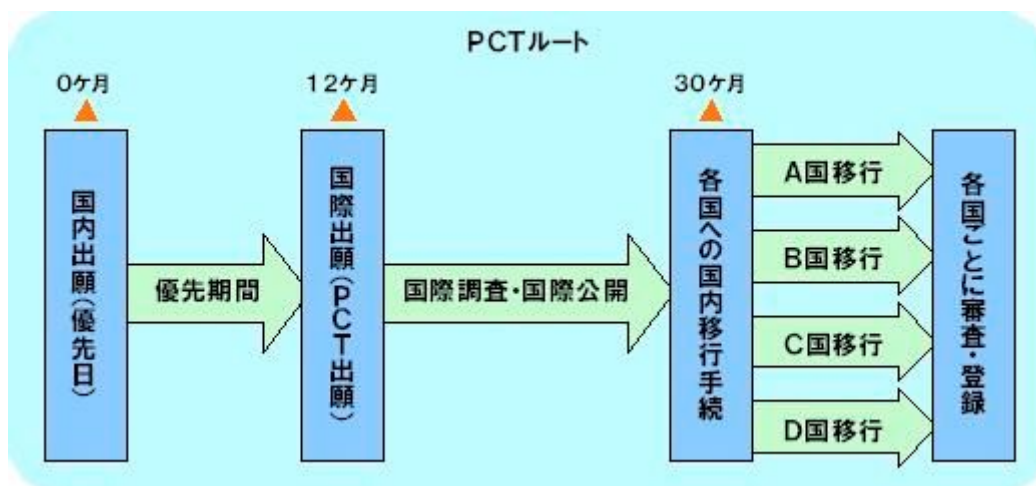 PCTルート
0ケ月
12ケ月
30ケ月
国内出願(優先日)
優先期間
国際出願(PCT出願)
国際調査・国際公開
各国への国内移行手続
A国移行
B国移行
C国移行
D国移行
各国ごとに審査・登録